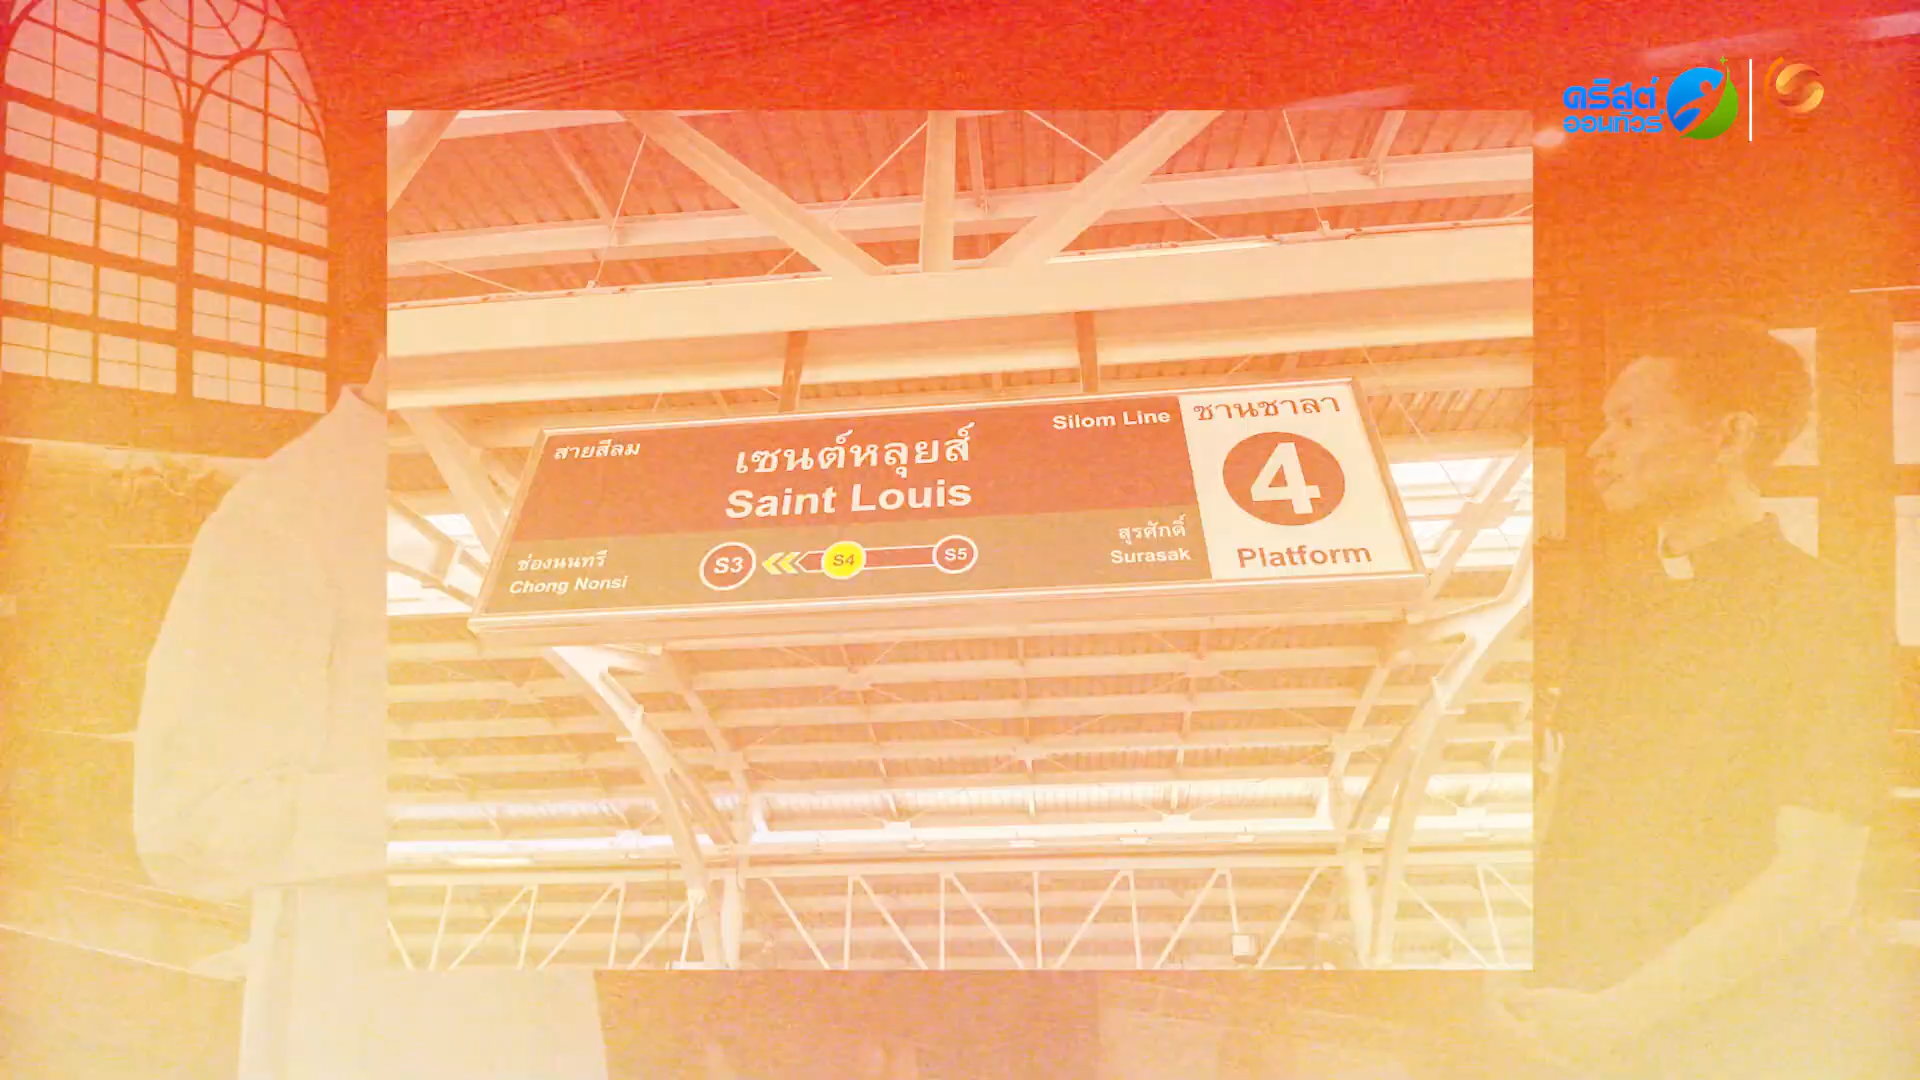 คริสต์
ออนทัวร์
สายสีลม
เซนต์หลุยส์
Saint Louis
Silom Line
ชานชาลา
4
Platform
ช่องนนทรี
Chong Nonsi
S3
S4
S5
สุรศักดิ์
Surasak